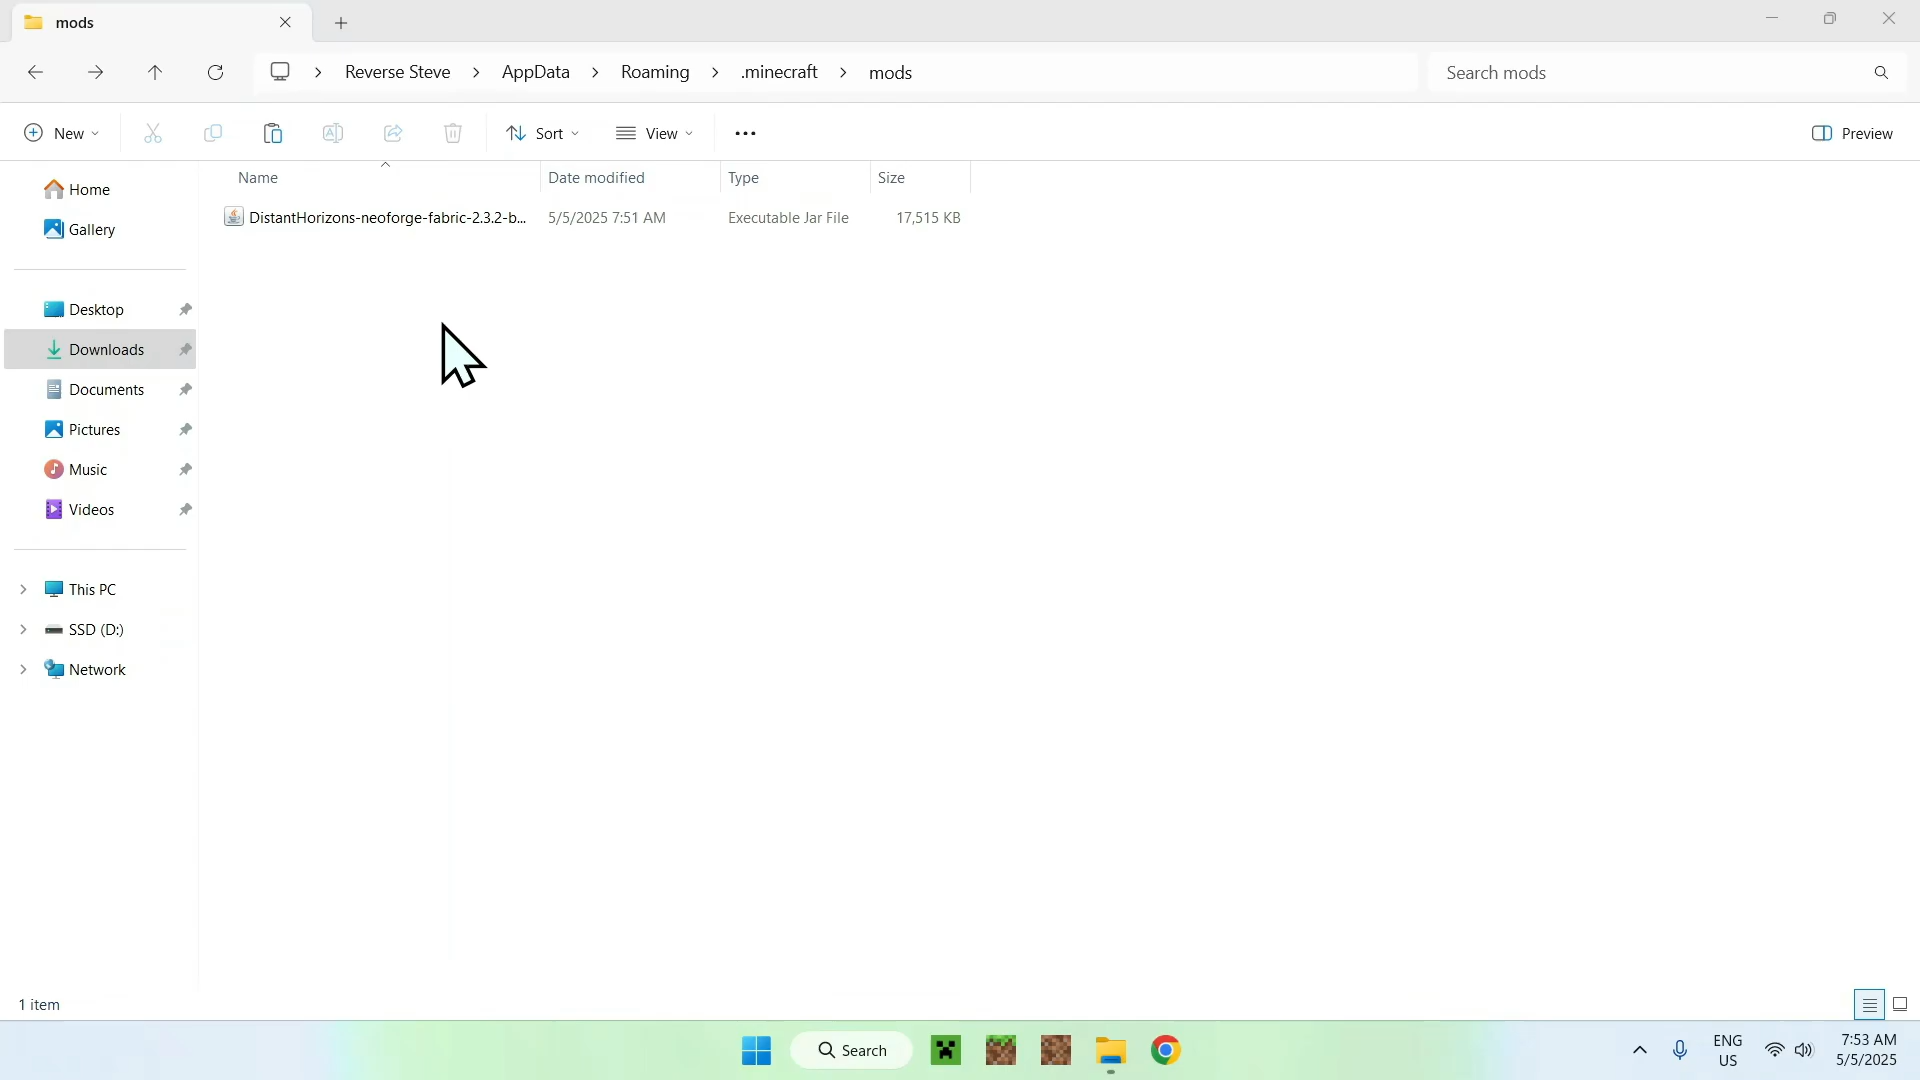 mods
Reverse Steve > AppData > Roaming > .minecraft > mods
Search mods
New
Sort
View
Preview
Name
Date modified
Type
Size
DistantHorizons-neoforge-fabric-2.3.2-b...
5/5/2025 7:51 AM
Executable Jar File
17,515 KB
Home
Gallery
Desktop
Downloads
Documents
Pictures
Music
Videos
This PC
SSD (D:)
Network
1 item
Search
ENG
US
7:53 AM
5/5/2025